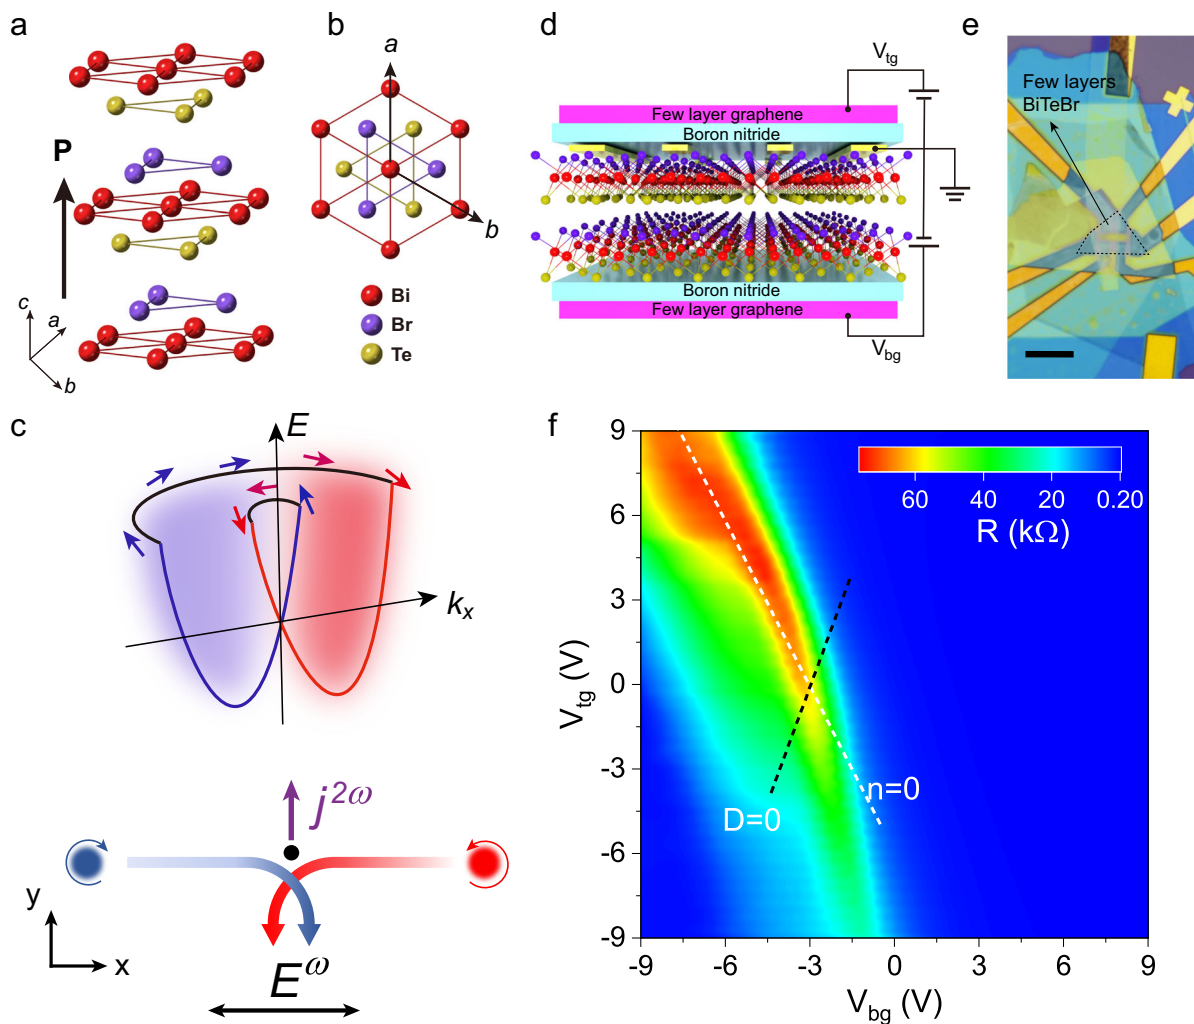 a
P
c
a
b
b
a
b
Bi
Br
Te
d
V_tg
Few layer graphene
Boron nitride
Boron nitride
Few layer graphene
V_bg
e
Few layers
BiTeBr
c
E
k_x
j^2ω
y
x
E^ω
f
9
6
3
0
-3
-6
-9
V_tg (V)
60 40 20 0.20
R (kΩ)
D=0
n=0
-9 -6 -3 0 3 6 9
V_bg (V)